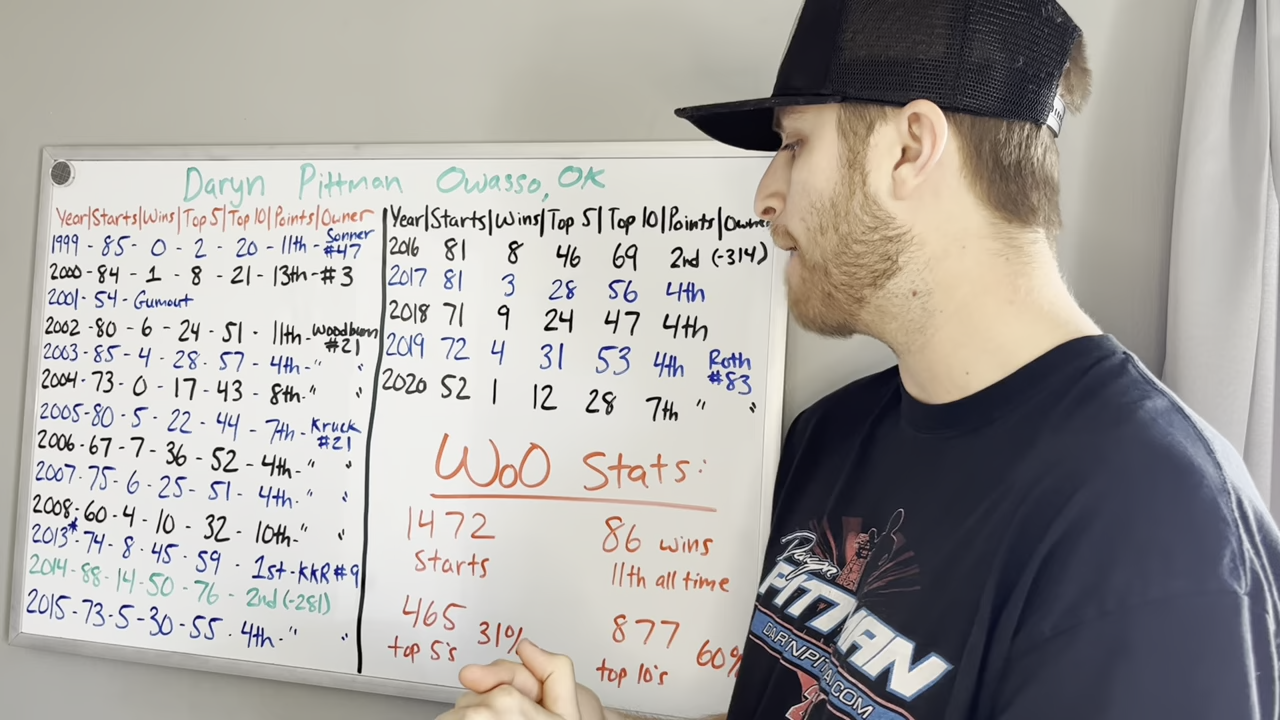 Daryn Pittman Owasso, OK
Year|Starts|Wins|Top 5|Top 10|Points|Owner
1999 - 85 - 0 - 2 - 20 - 11th - Sonner #47
2000 - 84 - 1 - 8 - 21 - 13th - #3
2001 - 54 - Gumout
2002 - 80 - 6 - 24 - 51 - 11th - Woodburn #21
2003 - 85 - 4 - 28 - 57 - 4th - " "
2004 - 73 - 0 - 17 - 43 - 8th - " "
2005 - 80 - 5 - 22 - 44 - 7th - Kruck #21
2006 - 67 - 7 - 36 - 52 - 4th - " "
2007 - 75 - 6 - 25 - 51 - 4th - " "
2008 - 60 - 4 - 10 - 32 - 10th - " "
2013* - 74 - 8 - 45 - 59 - 1st - KKR #9
2014 - 88 - 14 - 50 - 76 - 2nd (-281)
2015 - 73 - 5 - 30 - 55 - 4th - " "
Year|Starts|Wins|Top 5|Top 10|Points|Owner
2016 81 8 46 69 2nd (-314)
2017 81 3 28 56 4th
2018 71 9 24 47 4th
2019 72 4 31 53 4th Roth #83
2020 52 1 12 28 7th " "
WoO Stats:
1472
Starts
86 wins
11th all time
465 31%
top 5's
877 60%
top 10's
Daryn
PITTMAN
DARNPITA.COM